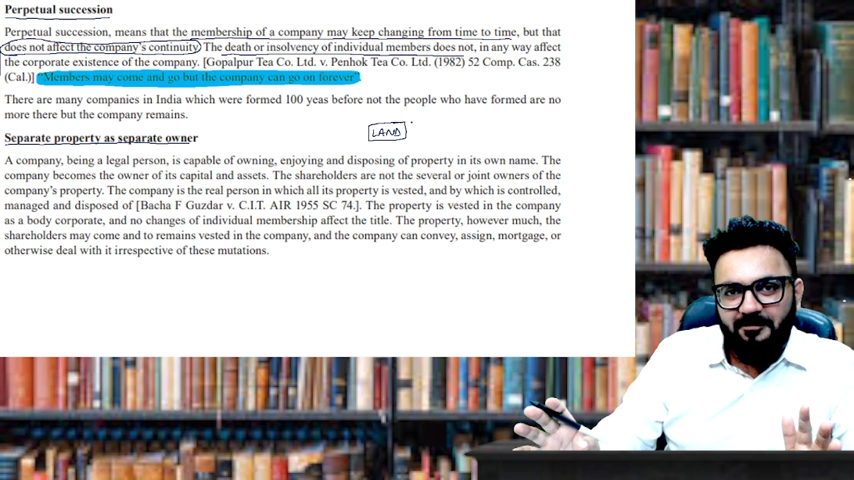 Perpetual succession
Perpetual succession, means that the membership of a company may keep changing from time to time, but that
does not affect the company's continuity. The death or insolvency of individual members does not, in any way affect
the corporate existence of the company. [Gopalpur Tea Co. Ltd. v. Penhok Tea Co. Ltd. (1982) 52 Comp. Cas. 238
(Cal.)] "Members may come and go but the company can go on forever"
There are many companies in India which were formed 100 years before not the people who have formed are no
more there but the company remains.
LAND
Separate property as separate owner
A company, being a legal person, is capable of owning, enjoying and disposing of property in its own name. The
company becomes the owner of its capital and assets. The shareholders are not the several or joint owners of the
company's property. The company is the real person in which all its property is vested, and by which is controlled,
managed and disposed of [Bacha F Guzdar v. C.I.T. AIR 1955 SC 74.]. The property is vested in the company
as a body corporate, and no changes of individual membership affect the title. The property, however much, the
shareholders may come and to remains vested in the company, and the company can convey, assign, mortgage, or
otherwise deal with it irrespective of these mutations.